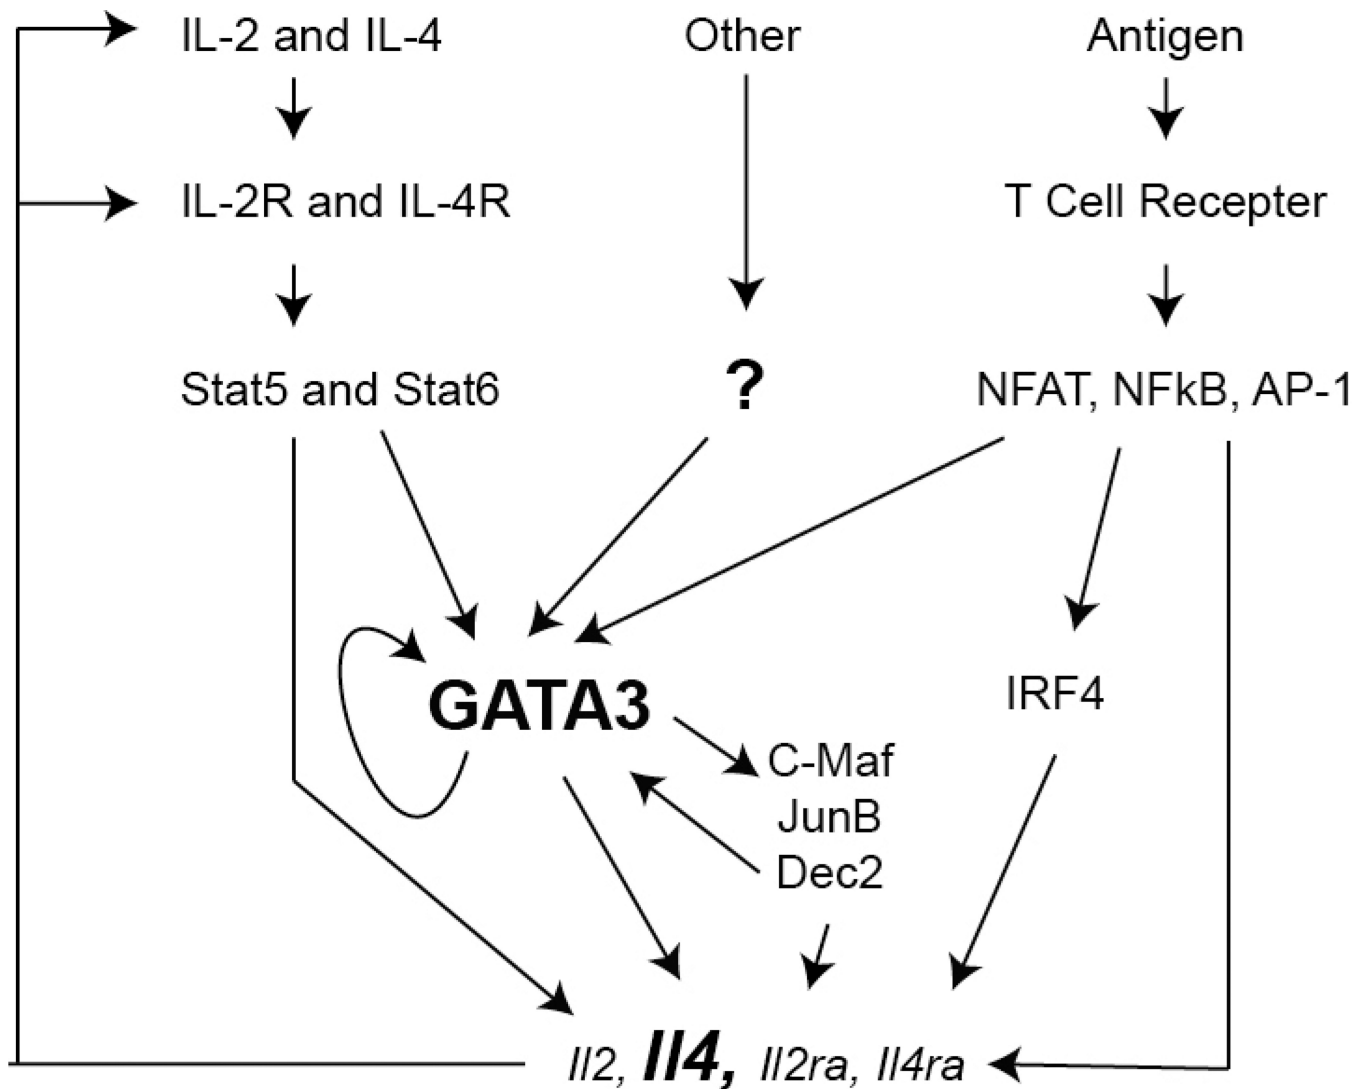 IL-2 and IL-4
Other
Antigen
IL-2R and IL-4R
T Cell Recepter
Stat5 and Stat6
?
NFAT, NFkB, AP-1
GATA3
IRF4
C-Maf
JunB
Dec2
Il2, Il4, Il2ra, Il4ra